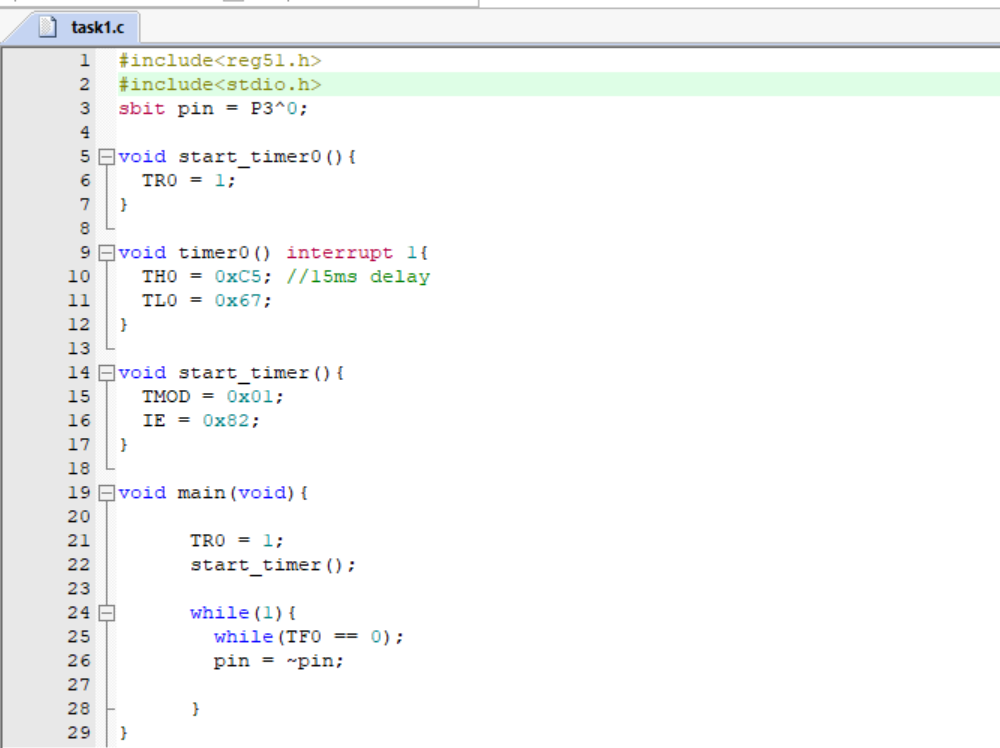 task1.c
1 #include<reg51.h>
2 #include<stdio.h>
3 sbit pin = P3^0;
4
5 void start_timer0(){
6   TR0 = 1;
7 }
8
9 void timer0() interrupt 1{
10   TH0 = 0xC5; //15ms delay
11   TL0 = 0x67;
12 }
13
14 void start_timer(){
15   TMOD = 0x01;
16   IE = 0x82;
17 }
18
19 void main(void){
20
21       TR0 = 1;
22       start_timer();
23
24       while(1){
25         while(TF0 == 0);
26         pin = ~pin;
27
28       }
29 }